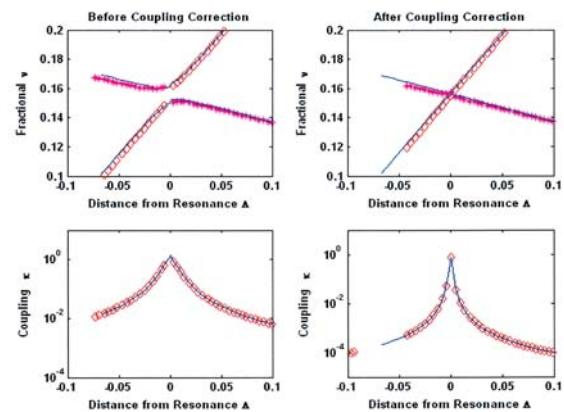 Before Coupling Correction
After Coupling Correction
Fractional ν
0.2
0.18
0.16
0.14
0.12
0.1
-0.1 -0.05 0 0.05 0.1
Distance from Resonance Δ
Fractional ν
0.2
0.18
0.16
0.14
0.12
0.1
-0.1 -0.05 0 0.05 0.1
Distance from Resonance Δ
Coupling κ
10⁰
10⁻²
10⁻⁴
-0.1 -0.05 0 0.05 0.1
Distance from Resonance Δ
Coupling κ
10⁰
10⁻²
10⁻⁴
-0.1 -0.05 0 0.05 0.1
Distance from Resonance Δ